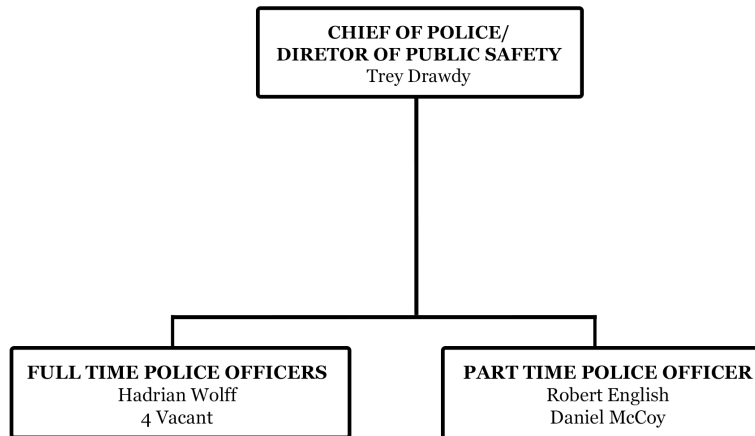 CHIEF OF POLICE/
DIRETOR OF PUBLIC SAFETY
Trey Drawdy
FULL TIME POLICE OFFICERS
Hadrian Wolff
4 Vacant
PART TIME POLICE OFFICER
Robert English
Daniel McCoy